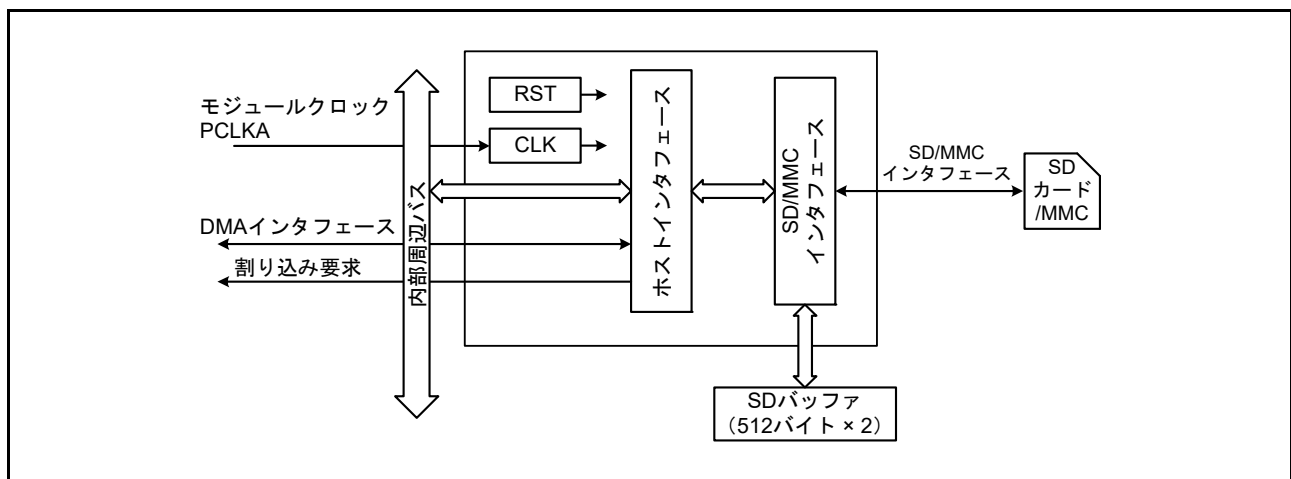 モジュールクロック
PCLKA
DMAインタフェース
割り込み要求
内部周辺バス
RST
CLK
ホストインタフェース
SD/MMC
インタフェース
SD/MMC
インタフェース
SD
カード
/MMC
SDバッファ
（512バイト × 2）